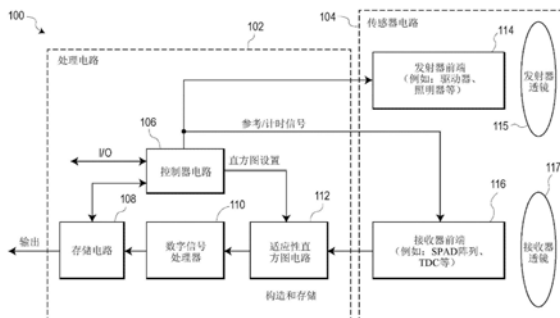 100
102
104
处理电路
传感器电路
114
发射器前端
(例如：驱动器、
照明器等)
发射器
透镜
115
106
I/O
控制器电路
参考/计时信号
直方图设置
117
108
110
112
116
输出
存储电路
数字信号
处理器
适应性直
方图电路
接收器前端
(例如：SPAD阵列、
TDC等)
接收器
透镜
构造和存储